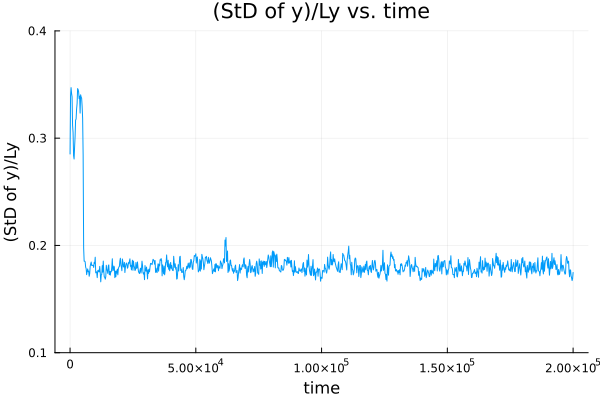 (StD of y)/Ly vs. time
(StD of y)/Ly
0.4
0.3
0.2
0.1
0 5.00×10⁴ 1.00×10⁵ 1.50×10⁵ 2.00×10⁵
time